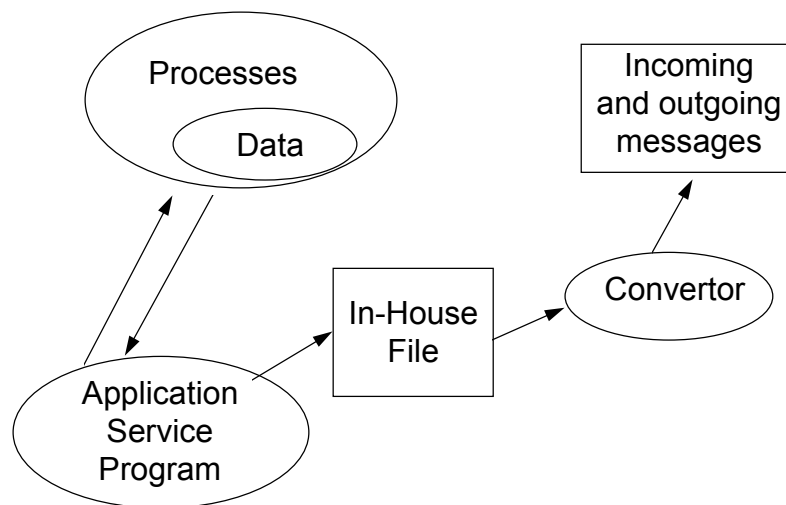 Processes
Data
Incoming
and outgoing
messages
Convertor
In-House
File
Application
Service
Program